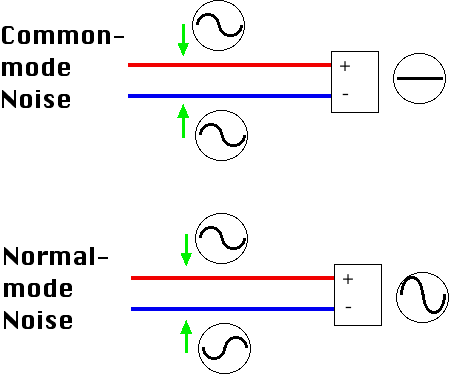 Common-
mode
Noise
+
-
Normal-
mode
Noise
+
-